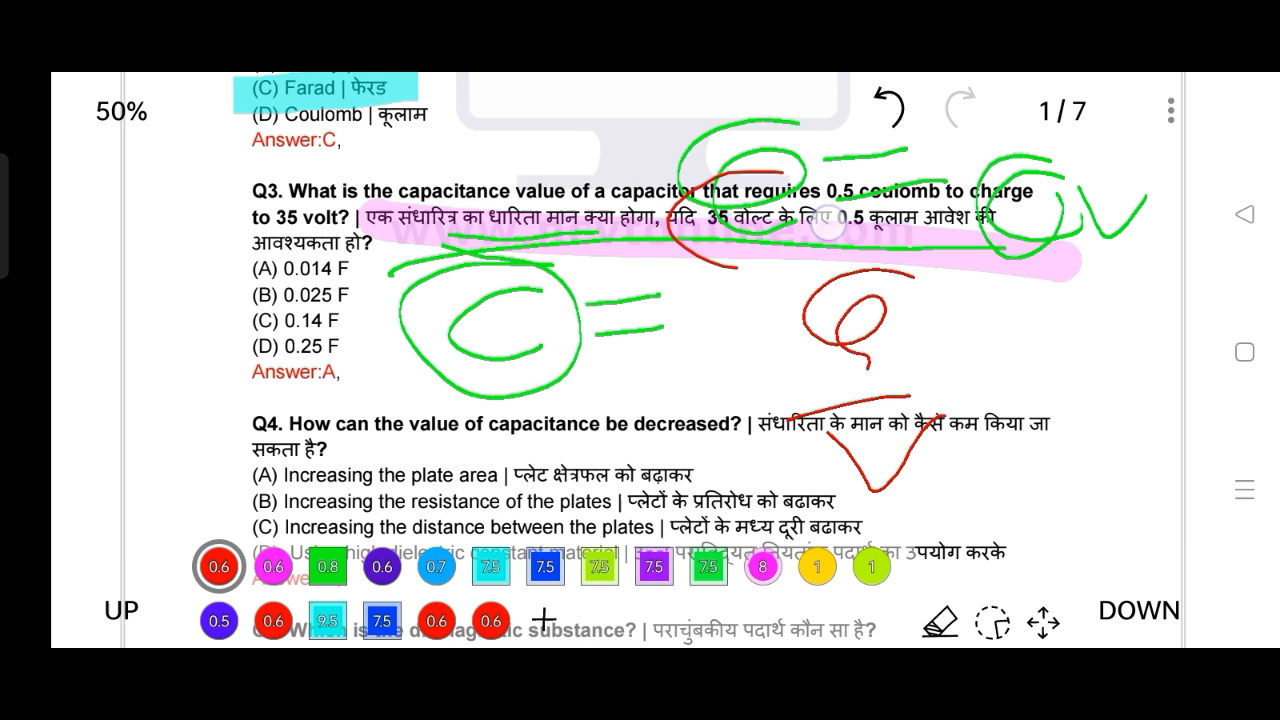 (C) Farad | फेरड
50%
1 / 7
(D) Coulomb | कूलाम
Answer:C,
Q3. What is the capacitance value of a capacitor that requires 0.5 coulomb to charge
to 35 volt? | एक संधारित्र का धारिता मान क्या होगा, यदि 35 वोल्ट के लिए 0.5 कूलाम आवेश की
आवश्यकता हो?
(A) 0.014 F
(B) 0.025 F
(C) 0.14 F
(D) 0.25 F
Answer:A,
C =
Q4. How can the value of capacitance be decreased? | संधारिता के मान को कैसे कम किया जा
सकता है?
(A) Increasing the plate area | प्लेट क्षेत्रफल को बढ़ाकर
(B) Increasing the resistance of the plates | प्लेटों के प्रतिरोध को बढाकर
(C) Increasing the distance between the plates | प्लेटों के मध्य दूरी बढाकर
का उपयोग करके
0.6 0.6 0.8 0.6 0.7 7.5 7.5 7.5 7.5 7.5 8 1 1
UP
DOWN
0.5 0.6 9.5 7.5 0.6 0.6
substance? | पराचुंबकीय पदार्थ कौन सा है?